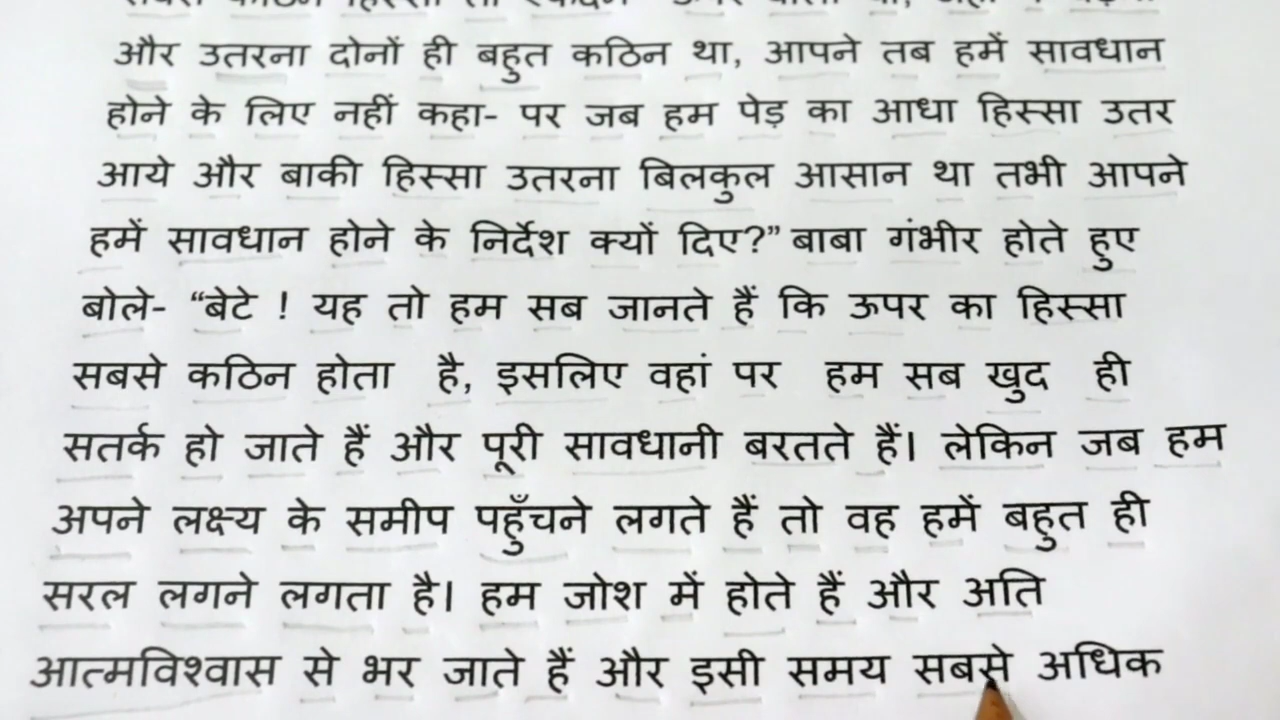 और उतरना दोनों ही बहुत कठिन था, आपने तब हमें सावधान
होने के लिए नहीं कहा- पर जब हम पेड़ का आधा हिस्सा उतर
आये और बाकी हिस्सा उतरना बिलकुल आसान था तभी आपने
हमें सावधान होने के निर्देश क्यों दिए?” बाबा गंभीर होते हुए
बोले- “बेटे ! यह तो हम सब जानते हैं कि ऊपर का हिस्सा
सबसे कठिन होता है, इसलिए वहां पर हम सब खुद ही
सतर्क हो जाते हैं और पूरी सावधानी बरतते हैं। लेकिन जब हम
अपने लक्ष्य के समीप पहुँचने लगते हैं तो वह हमें बहुत ही
सरल लगने लगता है। हम जोश में होते हैं और अति
आत्मविश्वास से भर जाते हैं और इसी समय सबसे अधिक